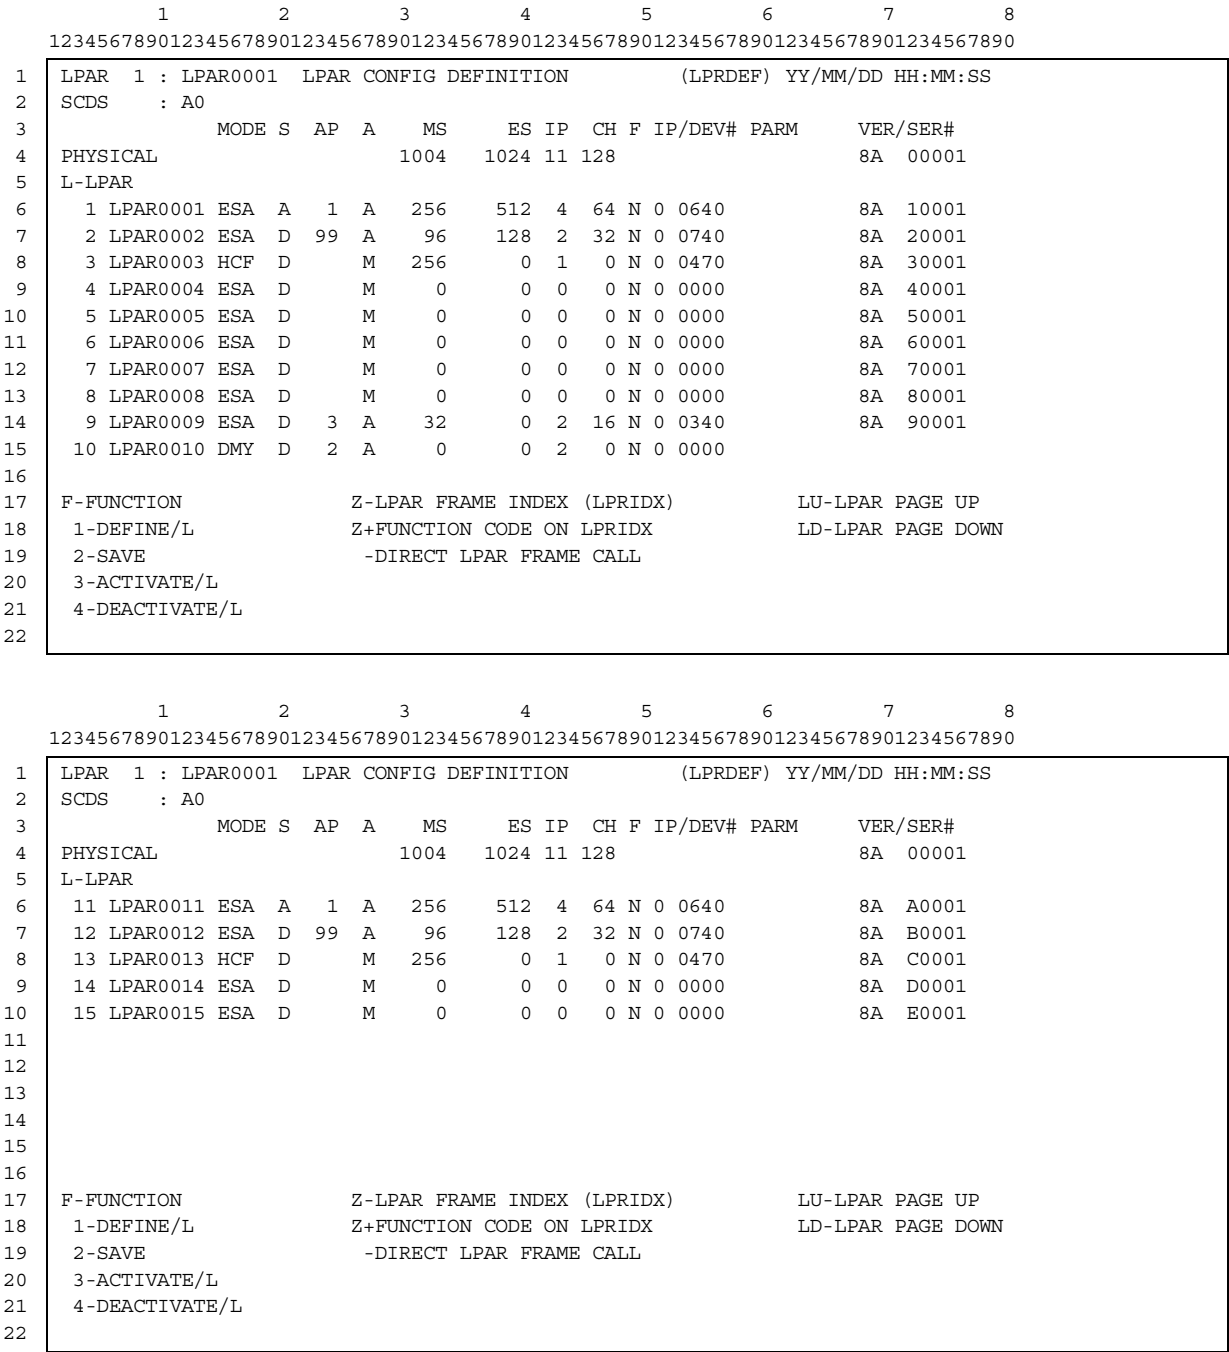 1         2         3         4         5         6         7         8
12345678901234567890123456789012345678901234567890123456789012345678901234567890
1 LPAR  1 : LPAR0001  LPAR CONFIG DEFINITION         (LPRDEF) YY/MM/DD HH:MM:SS
2 SCDS    : A0
3              MODE S  AP  A    MS     ES IP  CH F IP/DEV# PARM    VER/SER#
4 PHYSICAL                    1004   1024 11 128                    8A  00001
5 L-LPAR
6   1 LPAR0001 ESA  A   1  A   256    512  4  64 N 0 0640           8A  10001
7   2 LPAR0002 ESA  D  99  A    96    128  2  32 N 0 0740           8A  20001
8   3 LPAR0003 HCF  D      M   256      0  1   0 N 0 0470           8A  30001
9   4 LPAR0004 ESA  D      M     0      0  0   0 N 0 0000           8A  40001
10   5 LPAR0005 ESA  D      M     0      0  0   0 N 0 0000           8A  50001
11   6 LPAR0006 ESA  D      M     0      0  0   0 N 0 0000           8A  60001
12   7 LPAR0007 ESA  D      M     0      0  0   0 N 0 0000           8A  70001
13   8 LPAR0008 ESA  D      M     0      0  0   0 N 0 0000           8A  80001
14   9 LPAR0009 ESA  D   3  A    32      0  2  16 N 0 0340           8A  90001
15  10 LPAR0010 DMY  D   2  A     0      0  2   0 N 0 0000
16
17 F-FUNCTION              Z-LPAR FRAME INDEX (LPRIDX)          LU-LPAR PAGE UP
18  1-DEFINE/L             Z+FUNCTION CODE ON LPRIDX            LD-LPAR PAGE DOWN
19  2-SAVE                  -DIRECT LPAR FRAME CALL
20  3-ACTIVATE/L
21  4-DEACTIVATE/L
22
         1         2         3         4         5         6         7         8
12345678901234567890123456789012345678901234567890123456789012345678901234567890
1 LPAR  1 : LPAR0001  LPAR CONFIG DEFINITION         (LPRDEF) YY/MM/DD HH:MM:SS
2 SCDS    : A0
3              MODE S  AP  A    MS     ES IP  CH F IP/DEV# PARM    VER/SER#
4 PHYSICAL                    1004   1024 11 128                    8A  00001
5 L-LPAR
6  11 LPAR0011 ESA  A   1  A   256    512  4  64 N 0 0640           8A  A0001
7  12 LPAR0012 ESA  D  99  A    96    128  2  32 N 0 0740           8A  B0001
8  13 LPAR0013 HCF  D      M   256      0  1   0 N 0 0470           8A  C0001
9  14 LPAR0014 ESA  D      M     0      0  0   0 N 0 0000           8A  D0001
10  15 LPAR0015 ESA  D      M     0      0  0   0 N 0 0000           8A  E0001
11
12
13
14
15
16
17 F-FUNCTION              Z-LPAR FRAME INDEX (LPRIDX)          LU-LPAR PAGE UP
18  1-DEFINE/L             Z+FUNCTION CODE ON LPRIDX            LD-LPAR PAGE DOWN
19  2-SAVE                  -DIRECT LPAR FRAME CALL
20  3-ACTIVATE/L
21  4-DEACTIVATE/L
22